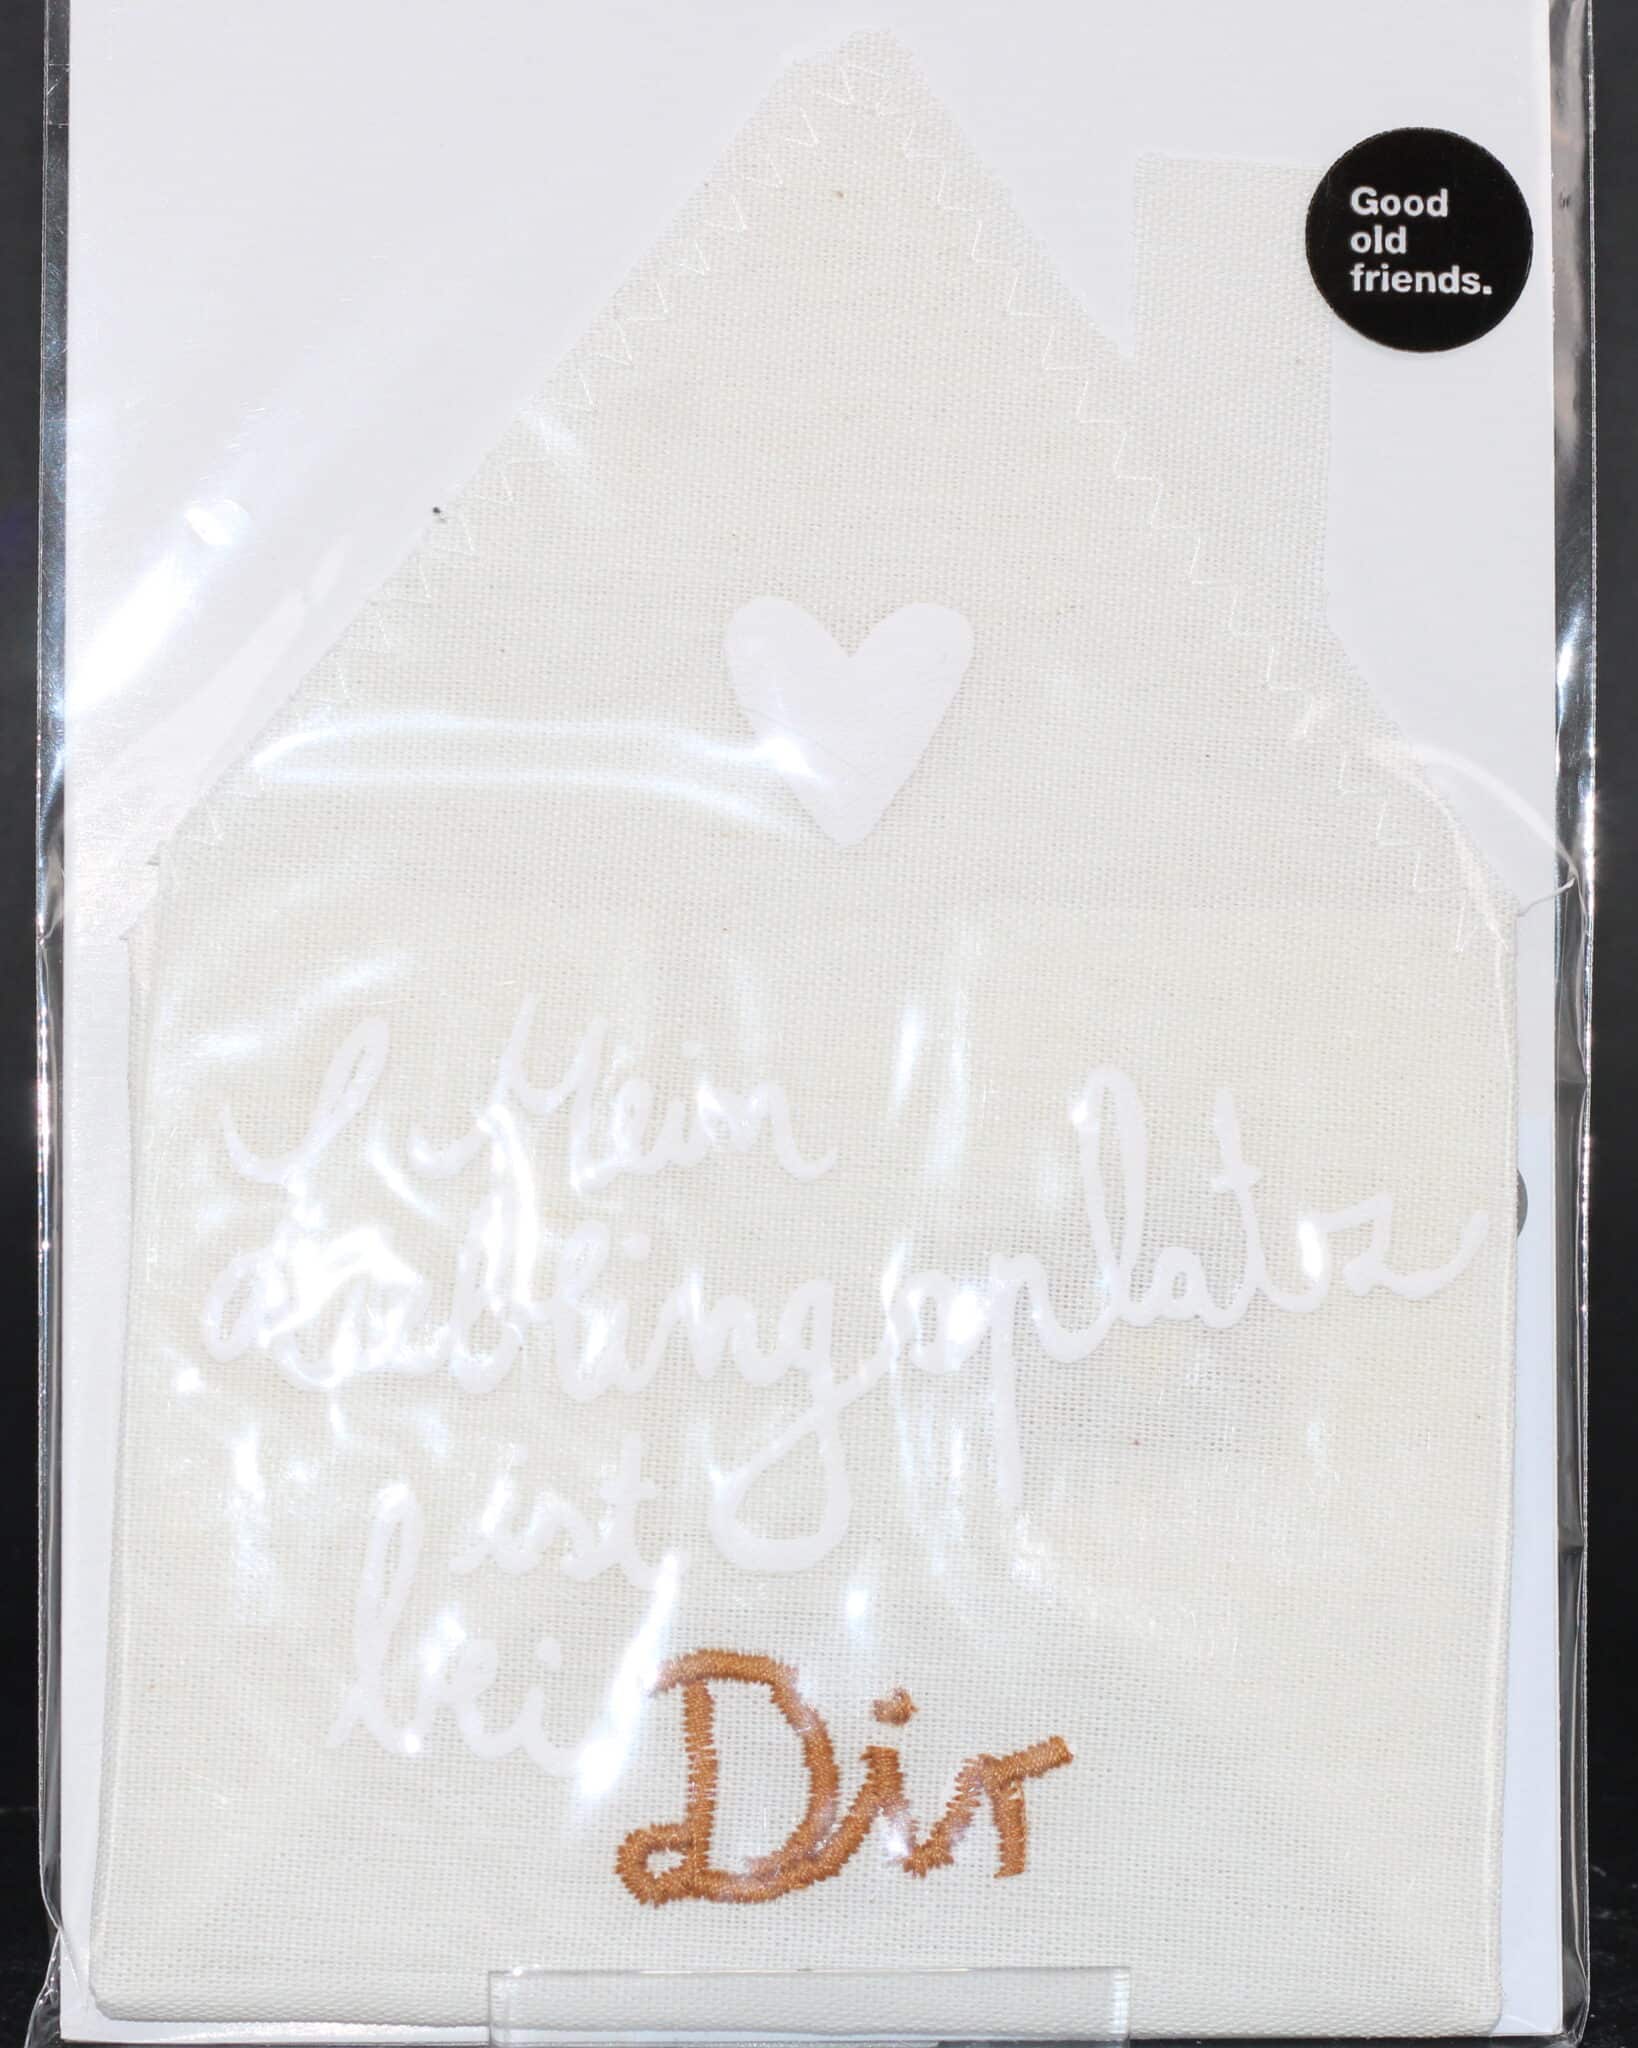 Good
old
friends.
Mein
Lieblingsplatz
ist
bei Dir